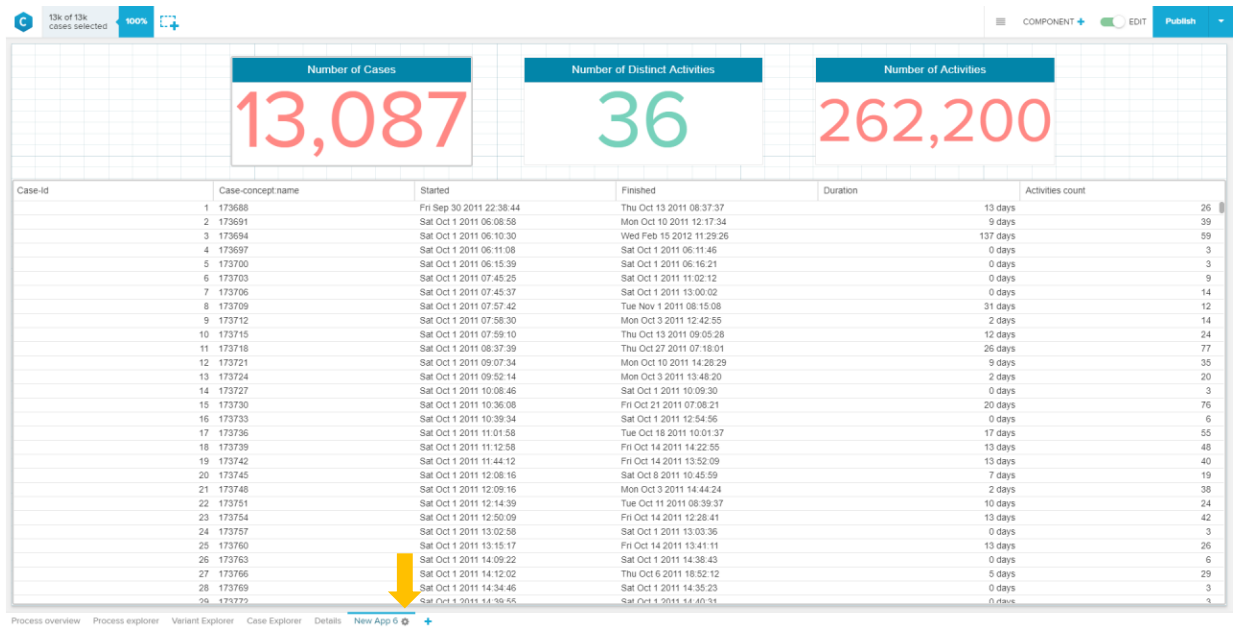 13k of 13k
cases selected
100%
COMPONENT +
EDIT
Publish
Number of Cases
Number of Distinct Activities
Number of Activities
13,087
36
262,200
Case-Id Case-concept:name Started Finished Duration Activities count
1 173688 Fri Sep 30 2011 22:38:44 Thu Oct 13 2011 08:37:37 13 days 26
2 173691 Sat Oct 1 2011 06:08:58 Mon Oct 10 2011 12:17:34 9 days 39
3 173694 Sat Oct 1 2011 06:10:30 Wed Feb 15 2012 11:29:26 137 days 59
4 173697 Sat Oct 1 2011 06:11:08 Sat Oct 1 2011 06:11:46 0 days 3
5 173700 Sat Oct 1 2011 06:15:39 Sat Oct 1 2011 06:16:21 0 days 3
6 173703 Sat Oct 1 2011 07:45:25 Sat Oct 1 2011 11:02:12 0 days 9
7 173706 Sat Oct 1 2011 07:45:37 Sat Oct 1 2011 13:00:02 0 days 14
8 173709 Sat Oct 1 2011 07:57:42 Tue Nov 1 2011 08:15:08 31 days 12
9 173712 Sat Oct 1 2011 07:58:30 Mon Oct 3 2011 12:42:55 2 days 14
10 173715 Sat Oct 1 2011 07:59:10 Thu Oct 13 2011 09:05:28 12 days 24
11 173718 Sat Oct 1 2011 08:37:39 Thu Oct 27 2011 07:18:01 26 days 77
12 173721 Sat Oct 1 2011 09:07:34 Mon Oct 10 2011 14:28:29 9 days 35
13 173724 Sat Oct 1 2011 09:52:14 Mon Oct 3 2011 13:48:20 2 days 20
14 173727 Sat Oct 1 2011 10:08:46 Sat Oct 1 2011 10:09:30 0 days 3
15 173730 Sat Oct 1 2011 10:36:08 Fri Oct 21 2011 07:08:21 20 days 76
16 173733 Sat Oct 1 2011 10:39:34 Sat Oct 1 2011 12:54:56 0 days 6
17 173736 Sat Oct 1 2011 11:01:58 Tue Oct 18 2011 10:01:37 17 days 55
18 173739 Sat Oct 1 2011 11:12:58 Fri Oct 14 2011 14:22:55 13 days 48
19 173742 Sat Oct 1 2011 11:44:12 Fri Oct 14 2011 13:52:09 13 days 40
20 173745 Sat Oct 1 2011 12:08:16 Sat Oct 8 2011 10:45:59 7 days 19
21 173748 Sat Oct 1 2011 12:09:16 Mon Oct 3 2011 14:44:24 2 days 38
22 173751 Sat Oct 1 2011 12:14:39 Tue Oct 11 2011 08:39:37 10 days 24
23 173754 Sat Oct 1 2011 12:50:09 Fri Oct 14 2011 12:28:41 13 days 42
24 173757 Sat Oct 1 2011 13:02:58 Sat Oct 1 2011 13:03:36 0 days 3
25 173760 Sat Oct 1 2011 13:15:17 Fri Oct 14 2011 13:41:11 13 days 26
26 173763 Sat Oct 1 2011 14:09:22 Sat Oct 1 2011 14:38:43 0 days 6
27 173766 Sat Oct 1 2011 14:12:02 Thu Oct 6 2011 18:52:12 5 days 29
28 173769 Sat Oct 1 2011 14:34:46 Sat Oct 1 2011 14:35:23 0 days 3
29 173772 Sat Oct 1 2011 14:39:55 Sat Oct 1 2011 14:40:31 0 days 3
Process overview Process explorer Variant Explorer Case Explorer Details New App 6 +